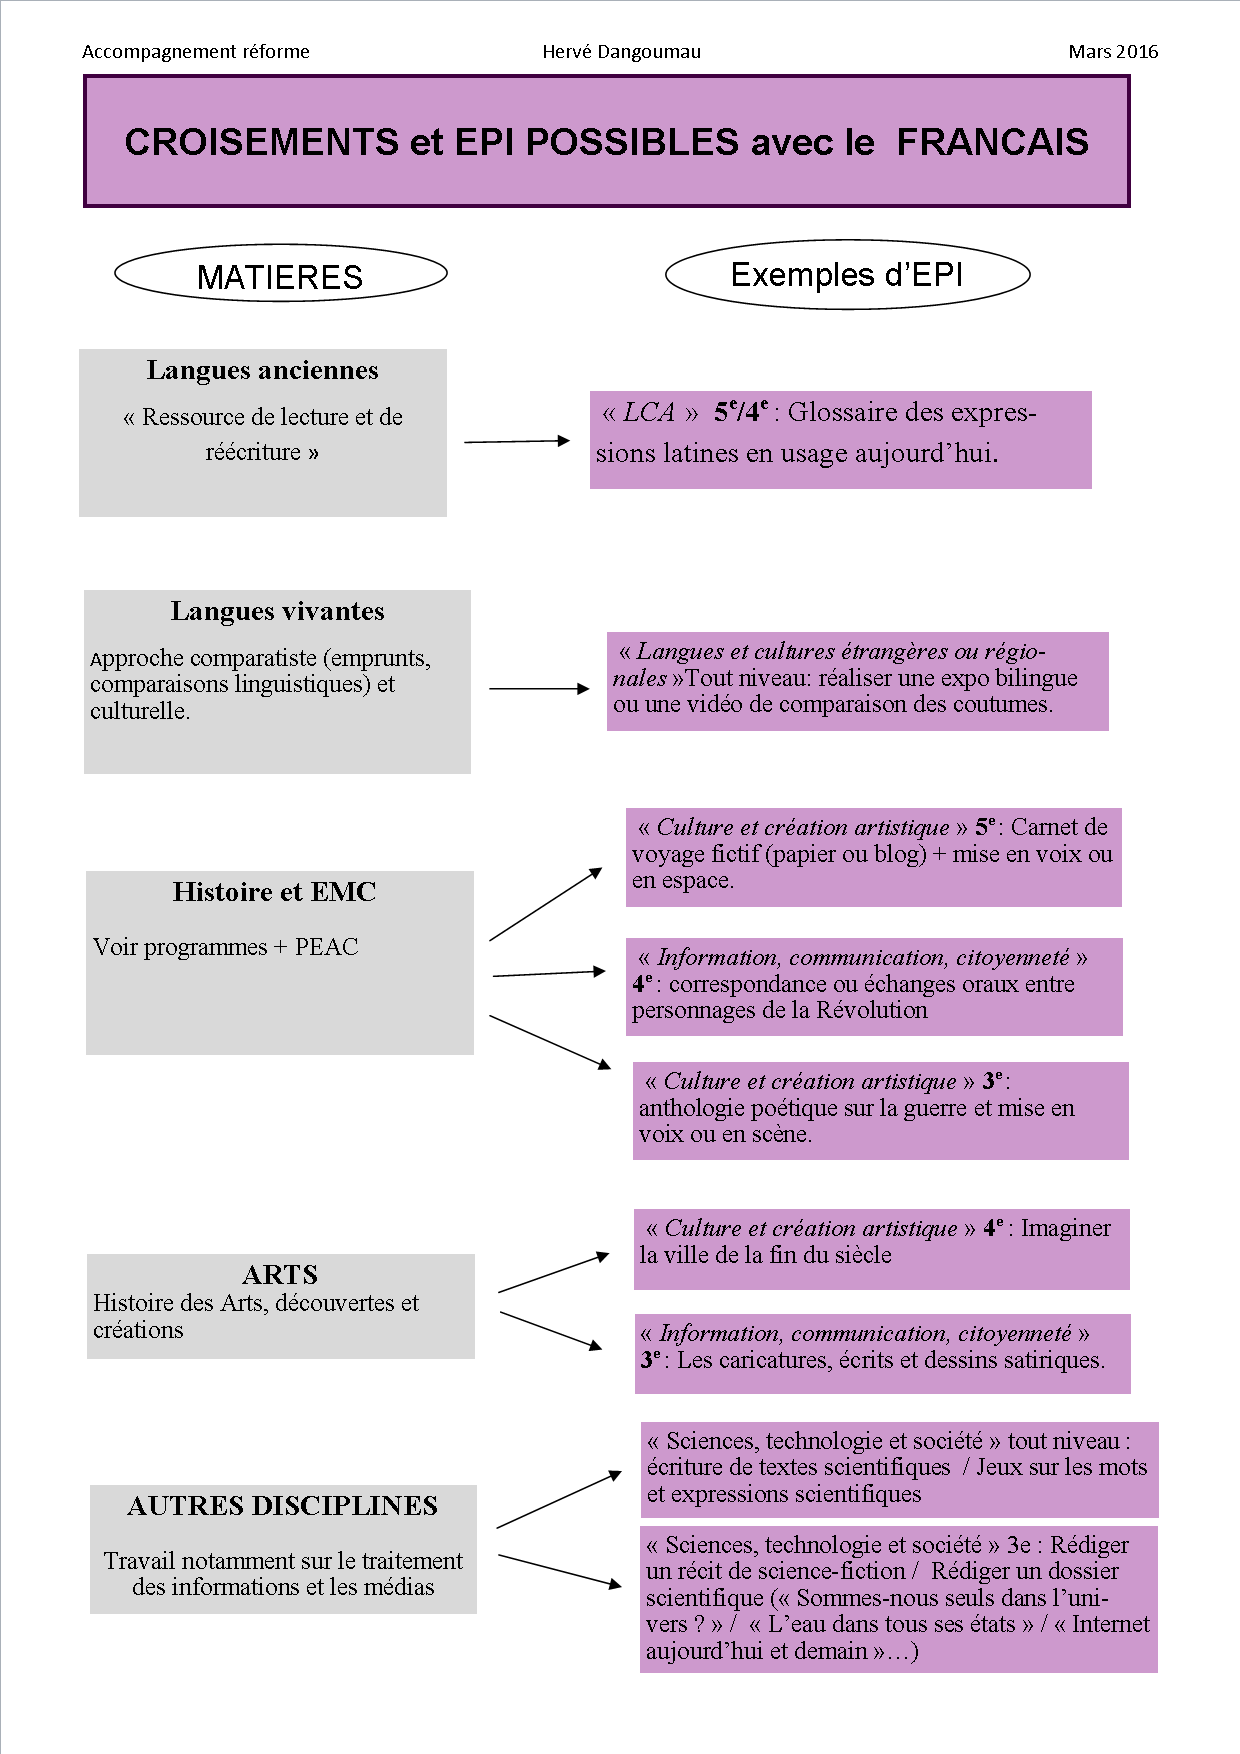 Accompagnement réforme Hervé Dangoumau Mars 2016
CROISEMENTS et EPI POSSIBLES avec le FRANCAIS
MATIERES
Exemples d’EPI
Langues anciennes
« Ressource de lecture et de
réécriture »
« LCA » 5e/4e : Glossaire des expres-
sions latines en usage aujourd’hui.
Langues vivantes
Approche comparatiste (emprunts,
comparaisons linguistiques) et
culturelle.
« Langues et cultures étrangères ou régio-
nales »Tout niveau: réaliser une expo bilingue
ou une vidéo de comparaison des coutumes.
Histoire et EMC
Voir programmes + PEAC
« Culture et création artistique » 5e : Carnet de
voyage fictif (papier ou blog) + mise en voix ou
en espace.
« Information, communication, citoyenneté »
4e : correspondance ou échanges oraux entre
personnages de la Révolution
« Culture et création artistique » 3e :
anthologie poétique sur la guerre et mise en
voix ou en scène.
ARTS
Histoire des Arts, découvertes et
créations
« Culture et création artistique » 4e : Imaginer
la ville de la fin du siècle
« Information, communication, citoyenneté »
3e : Les caricatures, écrits et dessins satiriques.
AUTRES DISCIPLINES
Travail notamment sur le traitement
des informations et les médias
« Sciences, technologie et société » tout niveau :
écriture de textes scientifiques / Jeux sur les mots
et expressions scientifiques
« Sciences, technologie et société » 3e : Rédiger
un récit de science-fiction / Rédiger un dossier
scientifique (« Sommes-nous seuls dans l’uni-
vers ? » / « L’eau dans tous ses états » / « Internet
aujourd’hui et demain »…)